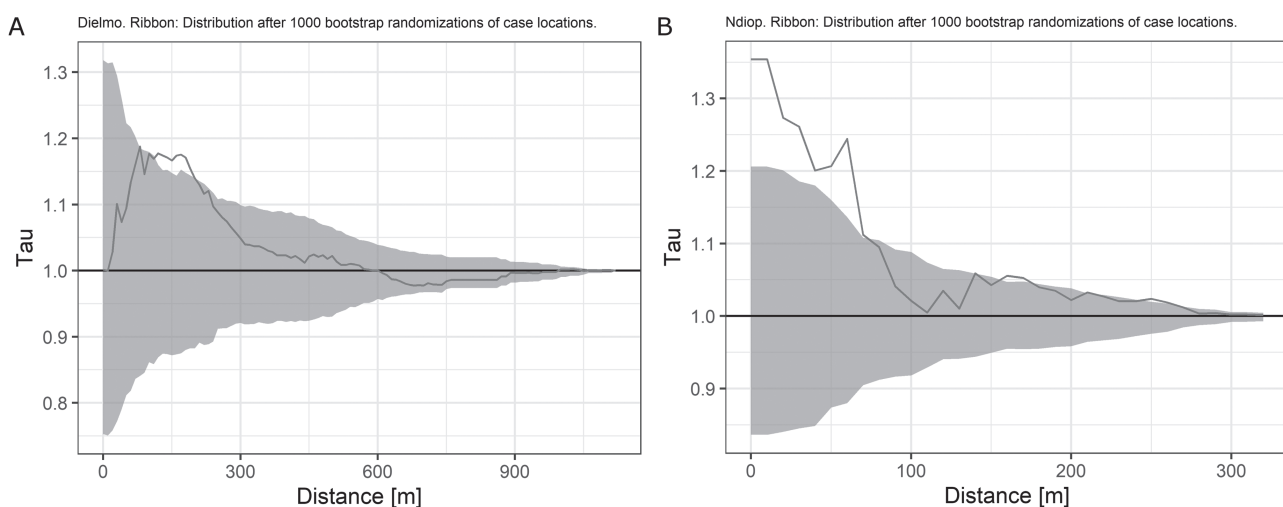 A
Dielmo. Ribbon: Distribution after 1000 bootstrap randomizations of case locations.
Tau
1.3
1.2
1.1
1.0
0.9
0.8
0
300
600
900
Distance [m]
B
Ndiop. Ribbon: Distribution after 1000 bootstrap randomizations of case locations.
Tau
1.3
1.2
1.1
1.0
0.9
0
100
200
300
Distance [m]